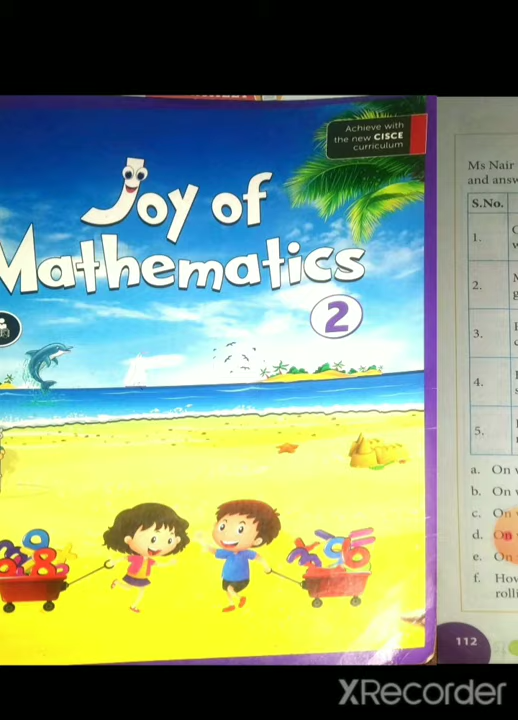 Achieve with
the new CISCE
curriculum
Joy of
Mathematics
2
Ms Nair
and answ
S.No.
1.
2.
3.
4.
5.
a. On
b. On
c. On
d. On
e. On
f. How
rolli
112
XRecorder